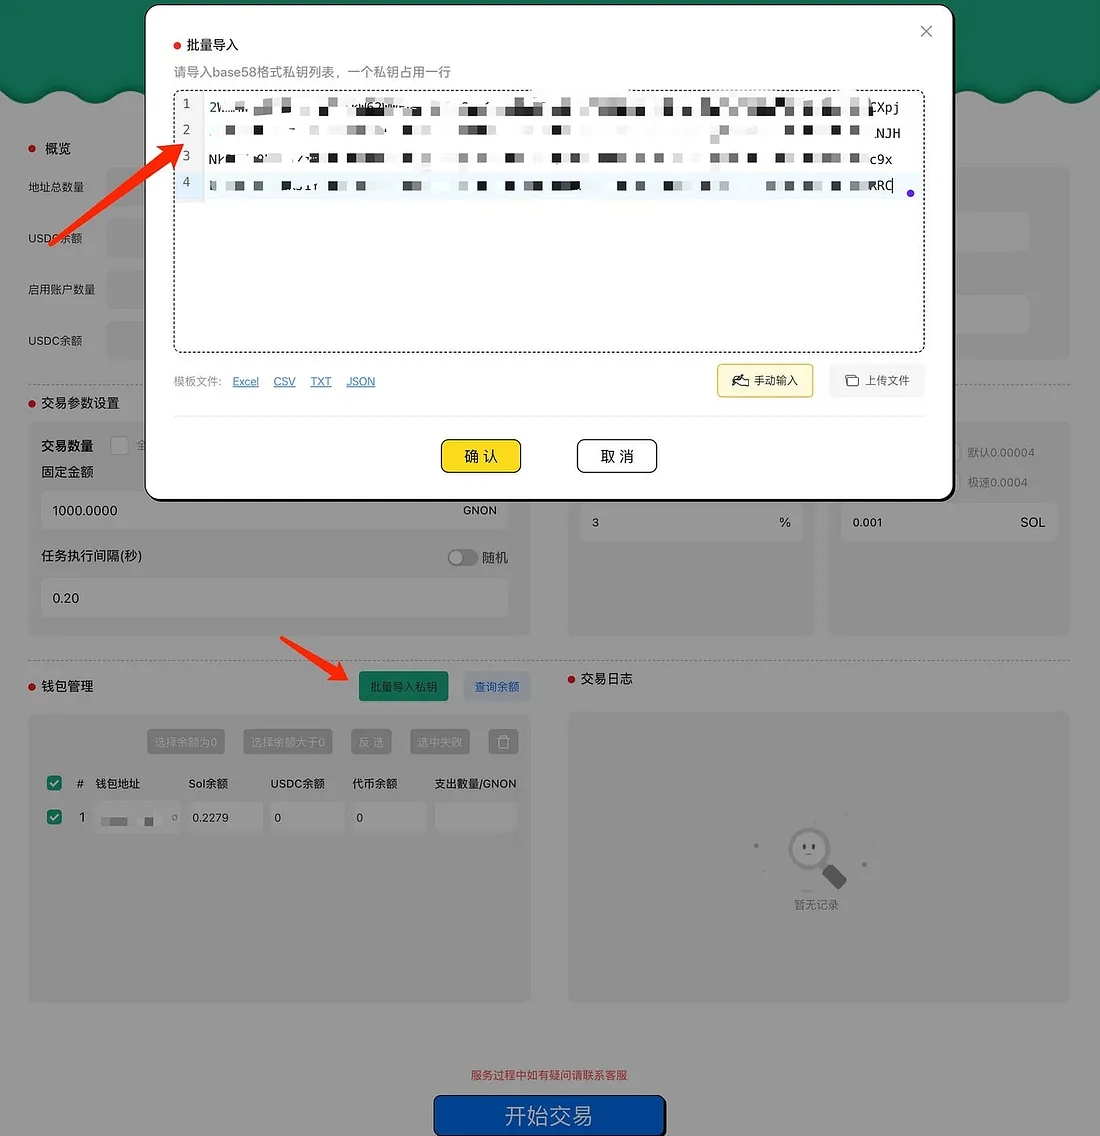 批量导入
请导入base58格式私钥列表，一个私钥占用一行
1
CXpj
2
NJH
3
c9x
4
RRC
模板文件: Excel CSV TXT JSON
手动输入
上传文件
确 认
取 消
概览
地址总数量
USDC余额
启用账户数量
USDC余额
交易参数设置
交易数量
固定金额
1000.0000 GNON
任务执行间隔(秒) 随机
0.20
3 %
默认0.00004
极速0.0004
0.001 SOL
钱包管理 批量导入私钥 查询余额
选择余额为0 选择余额大于0 反 选 选中失败
# 钱包地址 Sol余额 USDC余额 代币余额 支出數量/GNON
1 0.2279 0 0
交易日志
暂无记录
服务过程中如有疑问请联系客服
开始交易